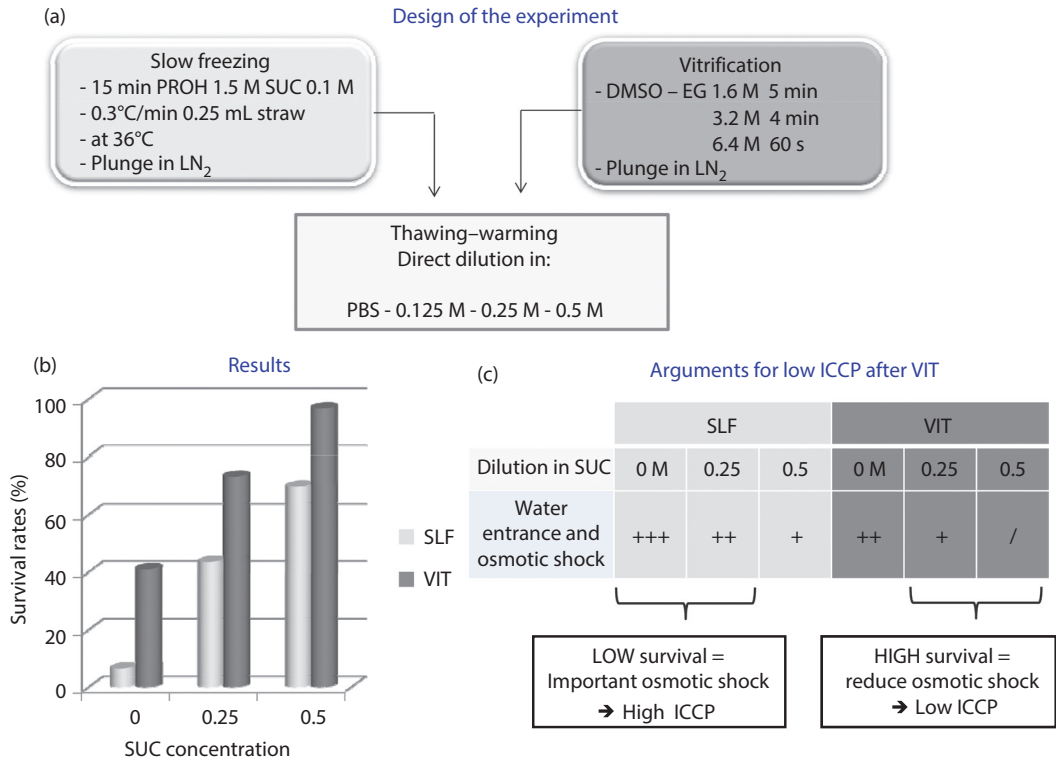 (a)
Design of the experiment
Slow freezing
- 15 min PROH 1.5 M SUC 0.1 M
- 0.3°C/min 0.25 mL straw
- at 36°C
- Plunge in LN₂
Vitrification
- DMSO – EG 1.6 M 5 min
3.2 M 4 min
6.4 M 60 s
- Plunge in LN₂
Thawing–warming
Direct dilution in:
PBS - 0.125 M - 0.25 M - 0.5 M
(b)
Results
Survival rates (%)
100
80
60
40
20
0
0 0.25 0.5
SUC concentration
SLF
VIT
(c)
Arguments for low ICCP after VIT
SLF VIT
Dilution in SUC 0 M 0.25 0.5 0 M 0.25 0.5
Water
entrance and
osmotic shock
+++ ++ + ++ + /
LOW survival =
Important osmotic shock
➔ High ICCP
HIGH survival =
reduce osmotic shock
➔ Low ICCP